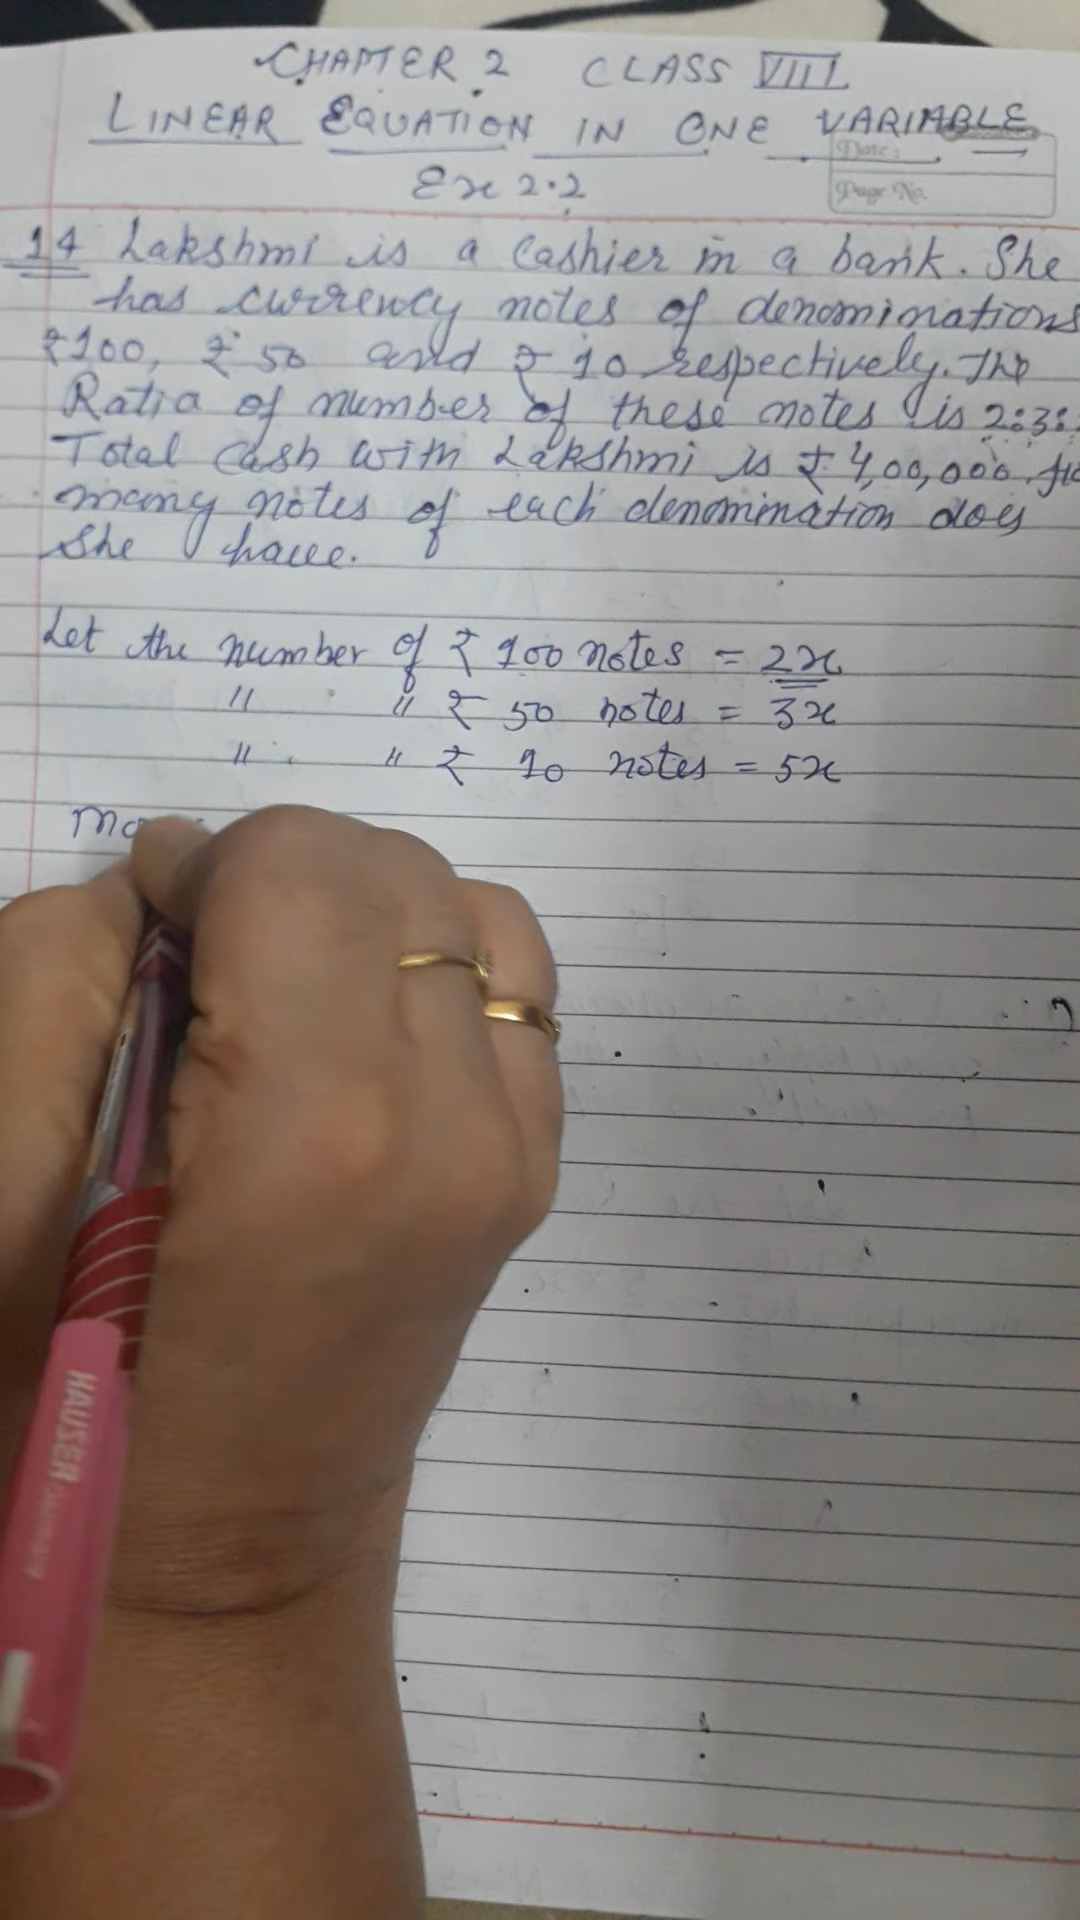 CHAPTER 2 CLASS VIII
LINEAR EQUATION IN ONE VARIABLE
Date:
Page No.
Ex 2.2
14 Lakshmi is a Cashier in a bank. She
has currency notes of denominations
₹100, ₹50 and ₹10 respectively. The
Ratio of number of these notes is 2:3:
Total cash with Lakshmi is ₹4,00,000.
many notes of each denomination does
She have.
Let the number of ₹ 100 notes = 2x
" " ₹ 50 notes = 3x
" " ₹ 10 notes = 5x
HAUSER Germany